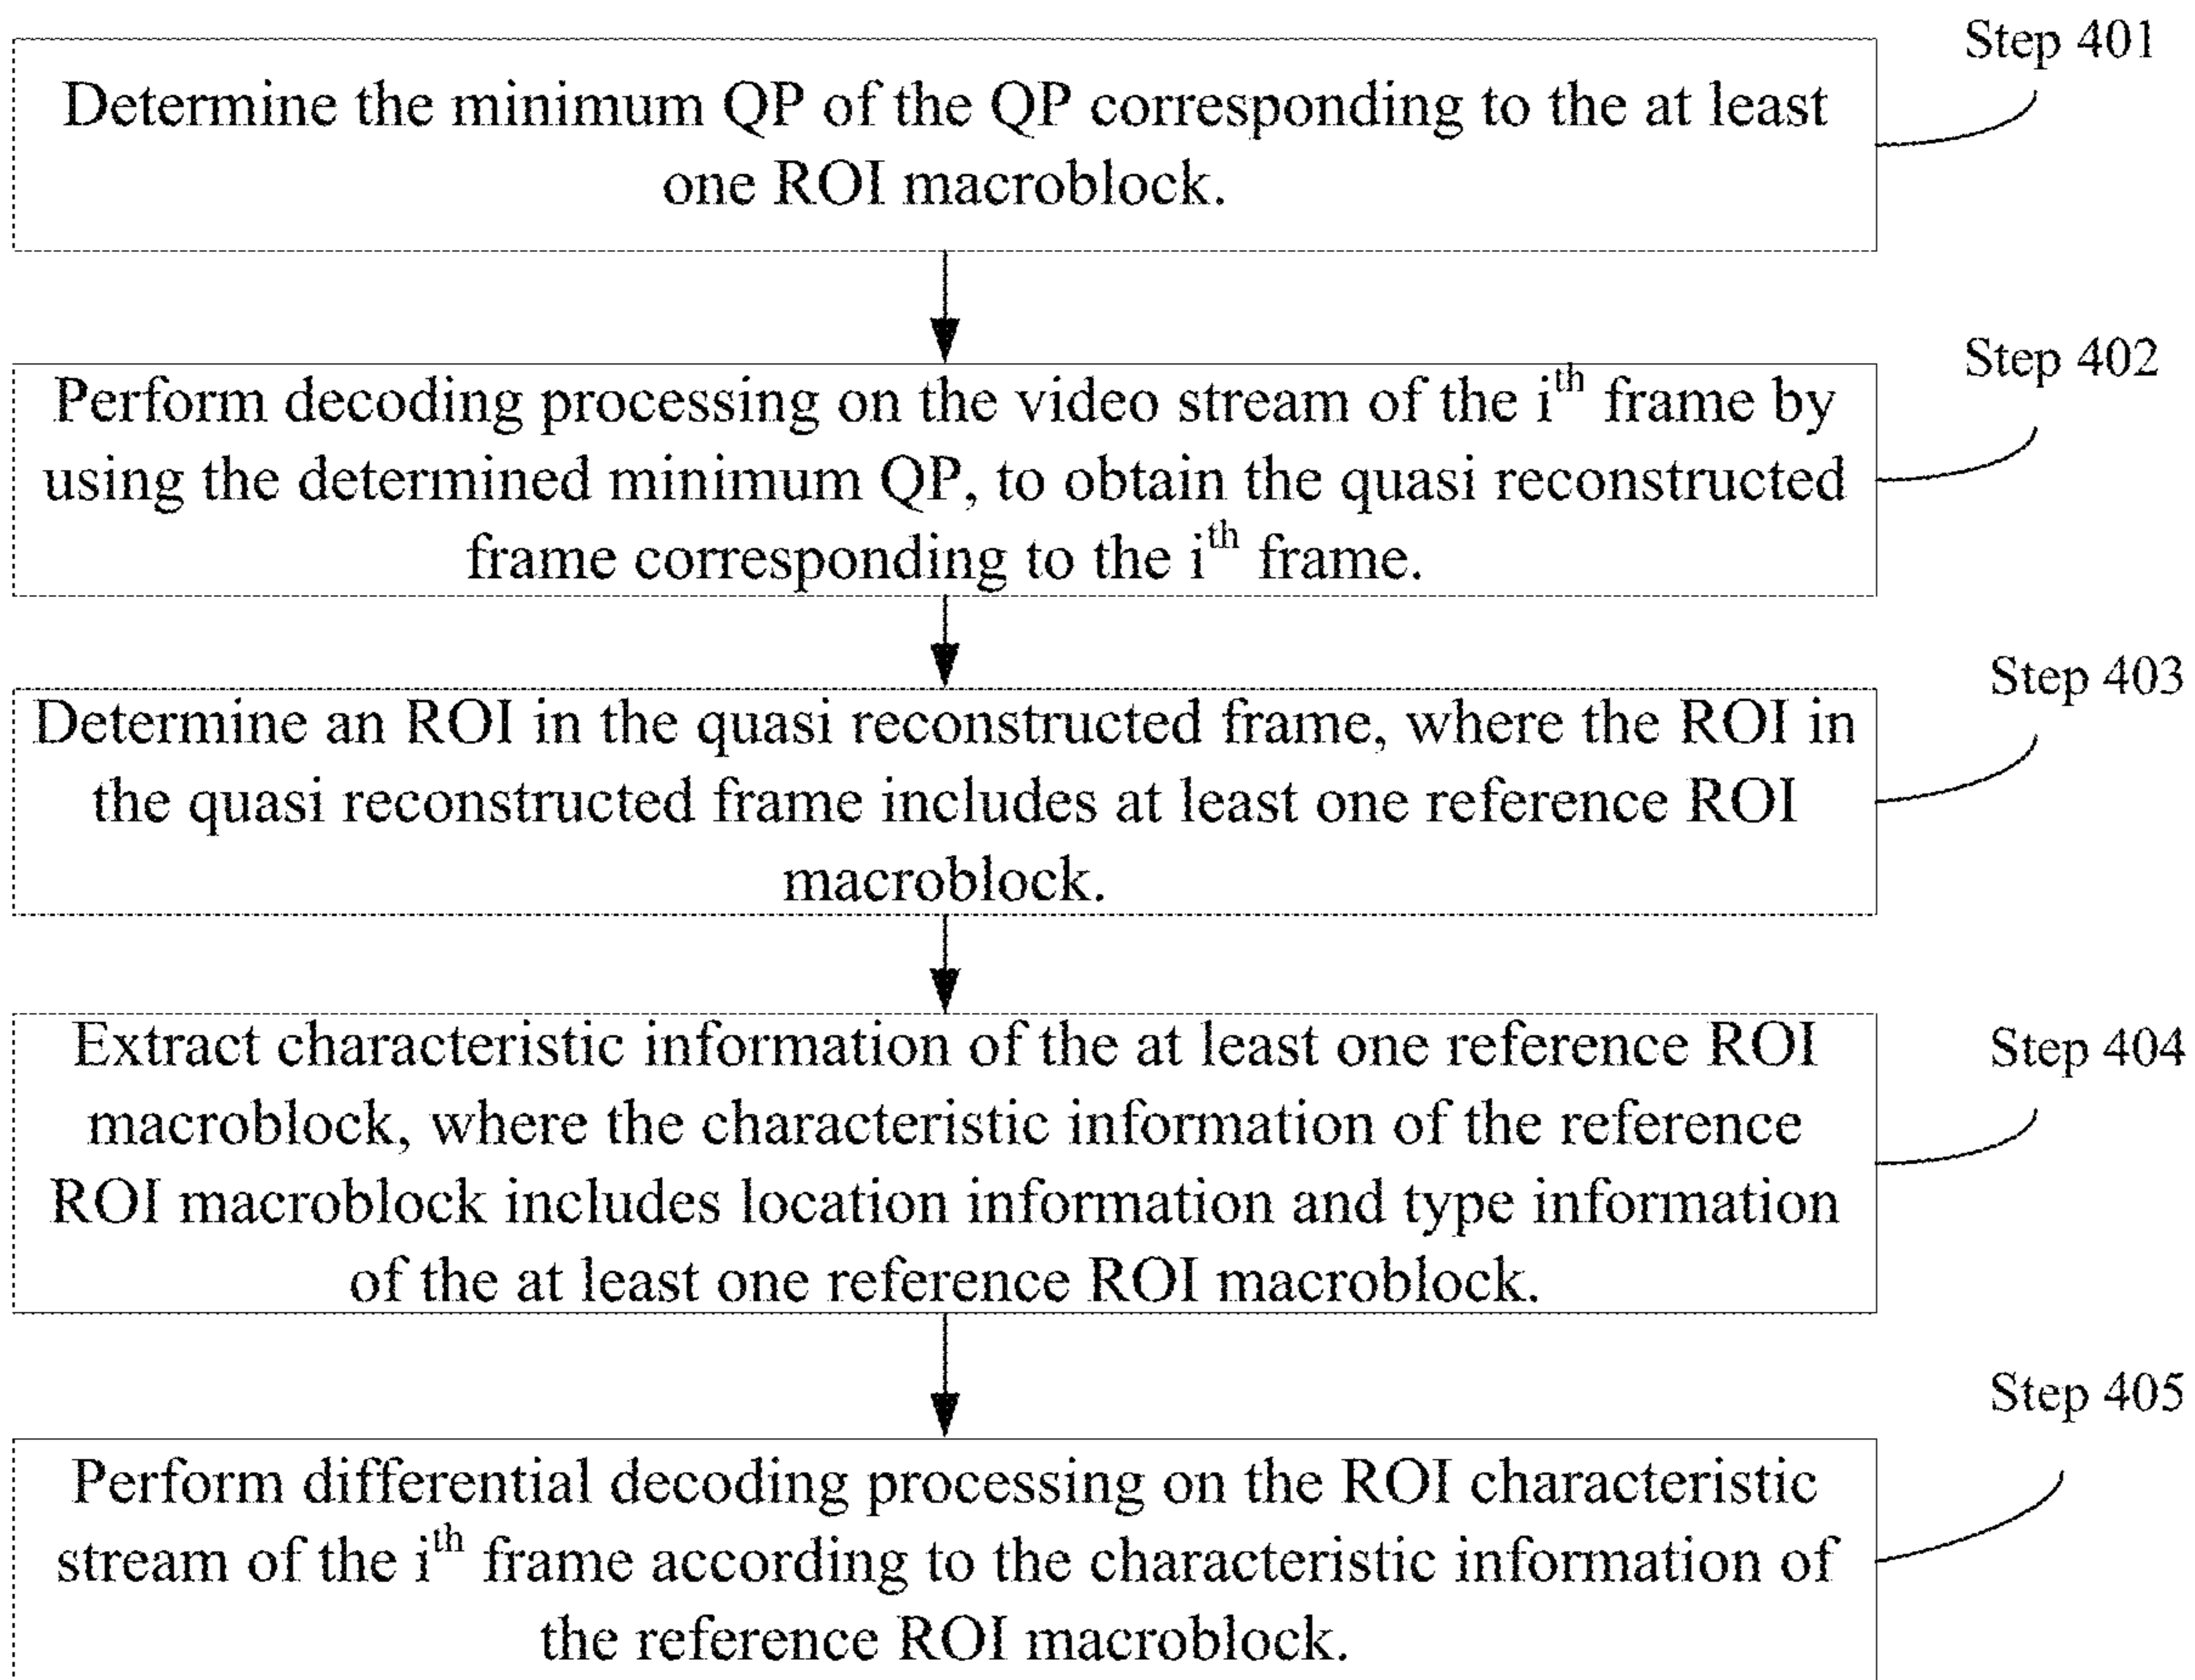 Step 401
Determine the minimum QP of the QP corresponding to the at least
one ROI macroblock.
Step 402
Perform decoding processing on the video stream of the ith frame by
using the determined minimum QP, to obtain the quasi reconstructed
frame corresponding to the ith frame.
Step 403
Determine an ROI in the quasi reconstructed frame, where the ROI in
the quasi reconstructed frame includes at least one reference ROI
macroblock.
Step 404
Extract characteristic information of the at least one reference ROI
macroblock, where the characteristic information of the reference
ROI macroblock includes location information and type information
of the at least one reference ROI macroblock.
Step 405
Perform differential decoding processing on the ROI characteristic
stream of the ith frame according to the characteristic information of
the reference ROI macroblock.